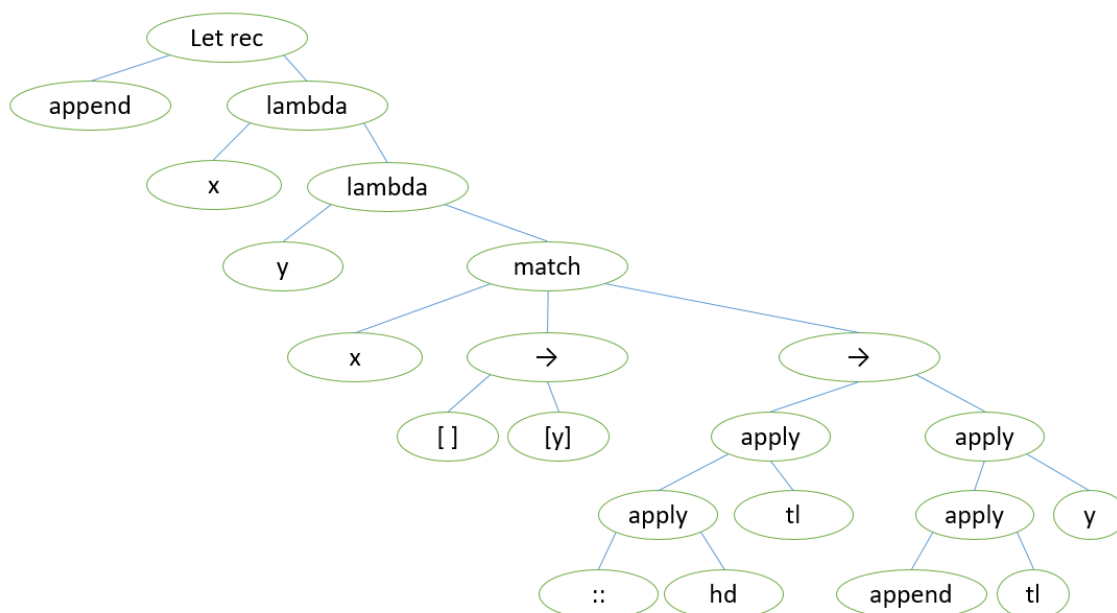 Let rec
append
lambda
x
lambda
y
match
x
→
→
[ ]
[y]
apply
apply
apply
tl
apply
y
::
hd
append
tl